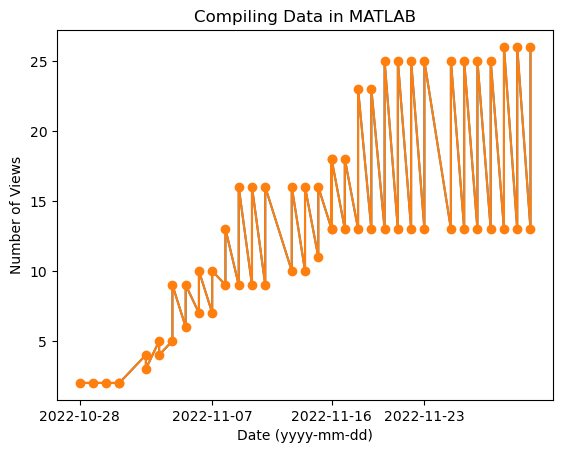 Compiling Data in MATLAB
Number of Views
25
20
15
10
5
2022-10-28 2022-11-07 2022-11-16 2022-11-23
Date (yyyy-mm-dd)